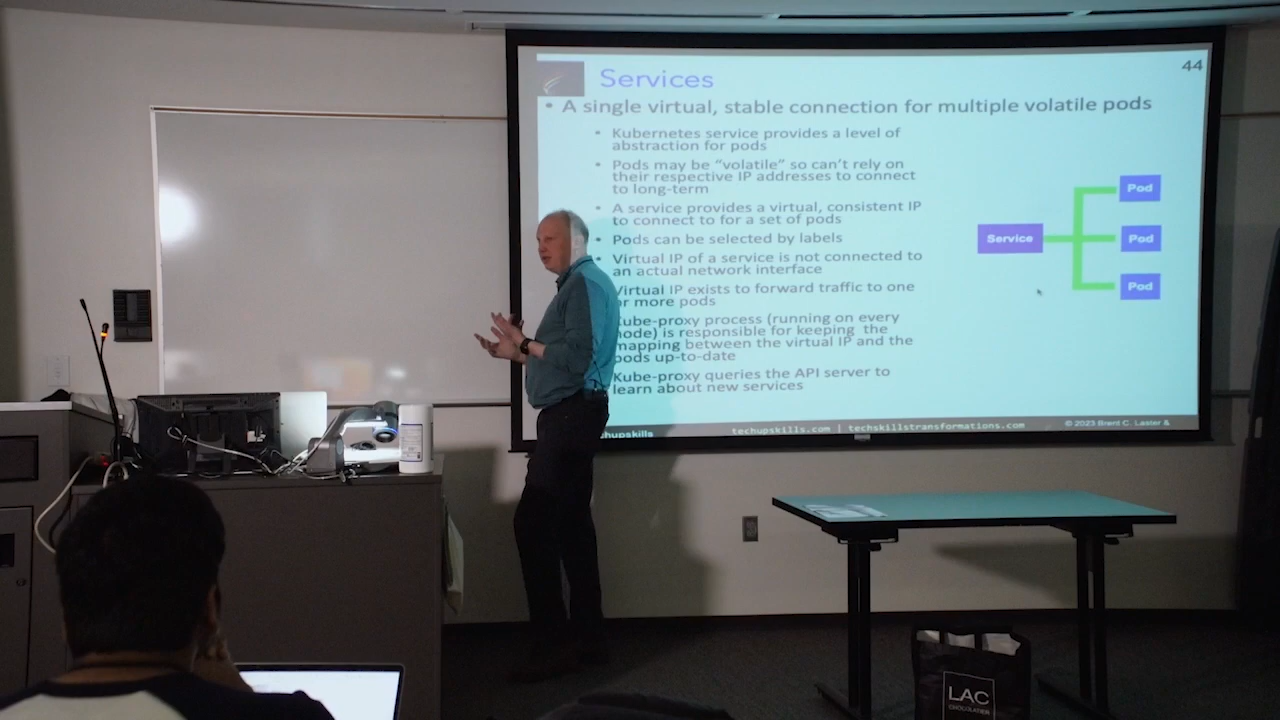 Services
44
• A single virtual, stable connection for multiple volatile pods
• Kubernetes service provides a level of
abstraction for pods
• Pods may be “volatile” so can’t rely on
their respective IP addresses to connect
to long-term
• A service provides a virtual, consistent IP
to connect to for a set of pods
• Pods can be selected by labels
• Virtual IP of a service is not connected to
an actual network interface
Virtual IP exists to forward traffic to one
or more pods
Kube-proxy process (running on every
node) is responsible for keeping the
mapping between the virtual IP and the
pods up-to-date
Kube-proxy queries the API server to
learn about new services
Service
Pod
Pod
Pod
techupskills.com | techskillstransformations.com
© 2023 Brent C. Laster &
LAC
CHOCOLATIER